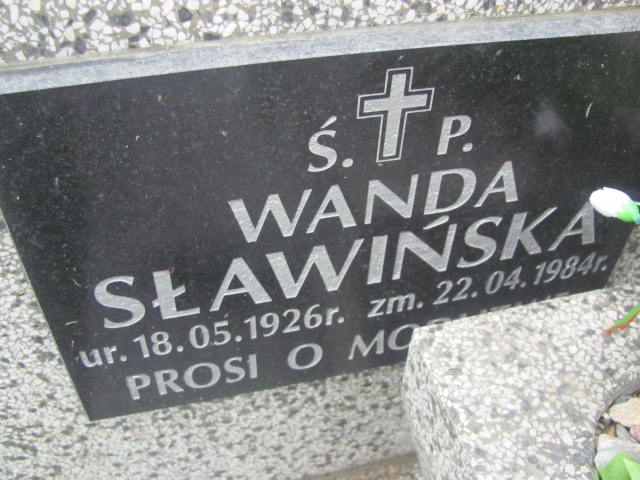 Ś. P.
WANDA
SŁAWIŃSKA
ur. 18.05.1926r. zm. 22.04.1984r.
PROSI O